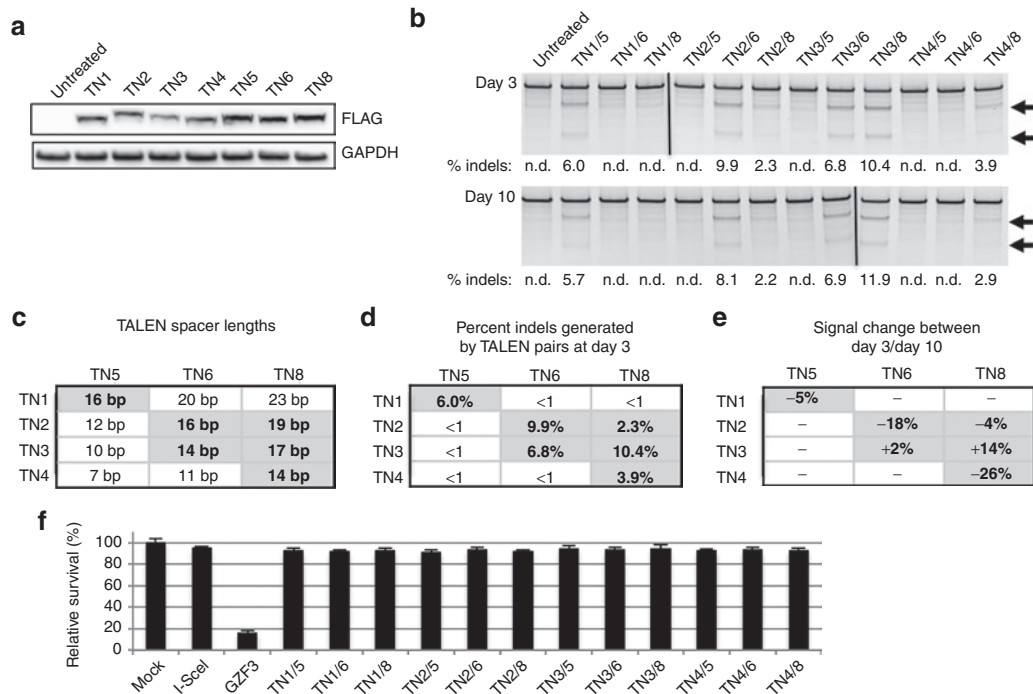 a
Untreated TN1 TN2 TN3 TN4 TN5 TN6 TN8
FLAG
GAPDH
b
Untreated TN1/5 TN1/6 TN1/8 TN2/5 TN2/6 TN2/8 TN3/5 TN3/6 TN3/8 TN4/5 TN4/6 TN4/8
Day 3
% indels: n.d. 6.0 n.d. n.d. n.d. 9.9 2.3 n.d. 6.8 10.4 n.d. n.d. 3.9
Day 10
% indels: n.d. 5.7 n.d. n.d. n.d. 8.1 2.2 n.d. 6.9 11.9 n.d. n.d. 2.9
c
TALEN spacer lengths
TN5 TN6 TN8
TN1 16 bp 20 bp 23 bp
TN2 12 bp 16 bp 19 bp
TN3 10 bp 14 bp 17 bp
TN4 7 bp 11 bp 14 bp
d
Percent indels generated
by TALEN pairs at day 3
TN5 TN6 TN8
TN1 6.0% <1 <1
TN2 <1 9.9% 2.3%
TN3 <1 6.8% 10.4%
TN4 <1 <1 3.9%
e
Signal change between
day 3/day 10
TN5 TN6 TN8
TN1 −5% − −
TN2 − −18% −4%
TN3 − +2% +14%
TN4 − − −26%
f
Relative survival (%)
100
80
60
40
20
0
Mock I-SceI GZF3 TN1/5 TN1/6 TN1/8 TN2/5 TN2/6 TN2/8 TN3/5 TN3/6 TN3/8 TN4/5 TN4/6 TN4/8